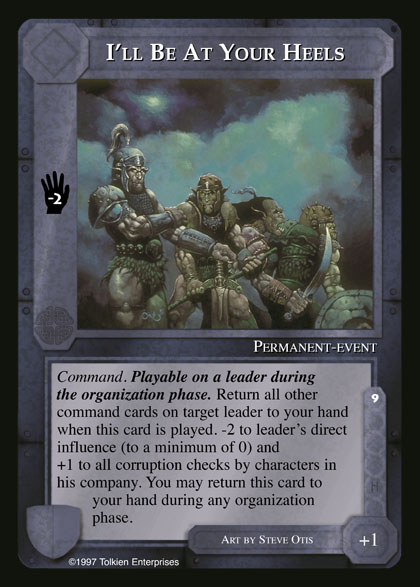 I'll Be At Your Heels
-2
Permanent-event
Command. Playable on a leader during
the organization phase. Return all other
command cards on target leader to your hand
when this card is played. -2 to leader's direct
influence (to a minimum of 0) and
+1 to all corruption checks by characters in
his company. You may return this card to
your hand during any organization
phase.
9
H
Art by Steve Otis
+1
©1997 Tolkien Enterprises